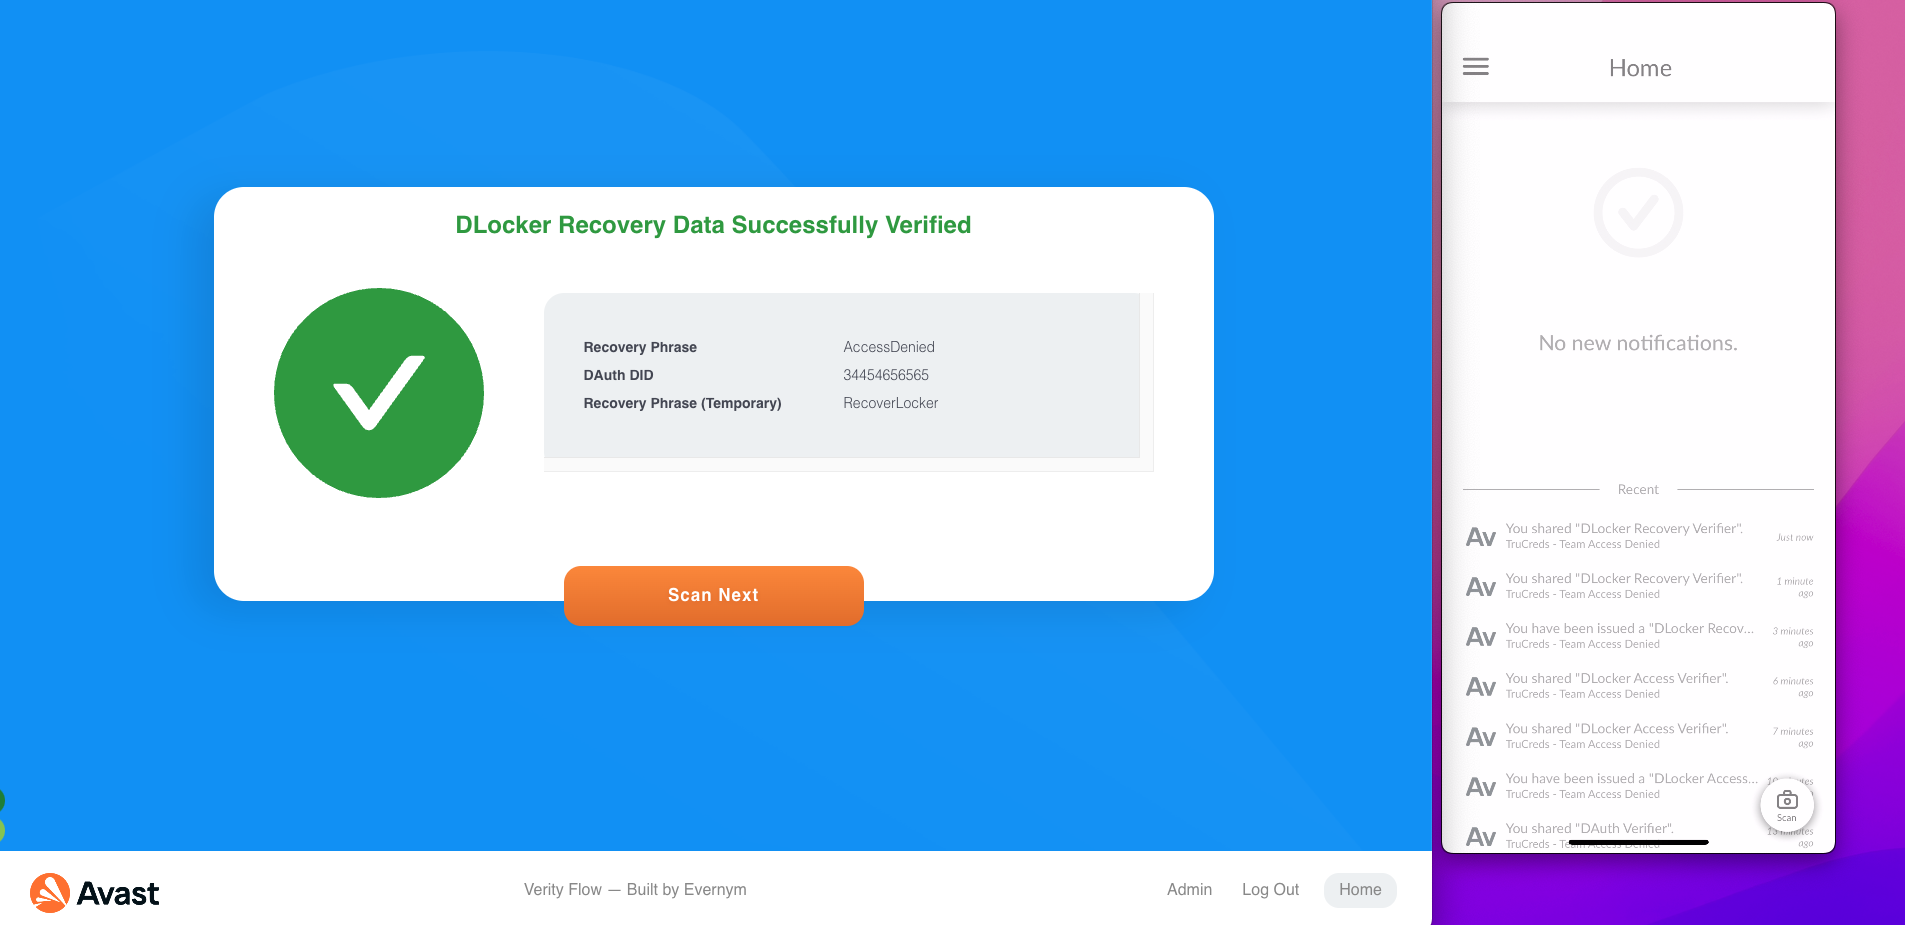 DLocker Recovery Data Successfully Verified
Recovery Phrase AccessDenied
DAuth DID 34454656565
Recovery Phrase (Temporary) RecoverLocker
Scan Next
Avast
Verity Flow — Built by Evernym
Admin Log Out Home
Home
No new notifications.
Recent
Av You shared "DLocker Recovery Verifier". Just now
TruCreds - Team Access Denied
Av You shared "DLocker Recovery Verifier". 1 minute ago
TruCreds - Team Access Denied
Av You have been issued a "DLocker Recov... 3 minutes ago
TruCreds - Team Access Denied
Av You shared "DLocker Access Verifier". 6 minutes ago
TruCreds - Team Access Denied
Av You shared "DLocker Access Verifier". 7 minutes ago
TruCreds - Team Access Denied
Av You have been issued a "DLocker Access...
TruCreds - Team Access Denied
Scan
Av You shared "DAuth Verifier". ago
TruCreds - Team Access Denied